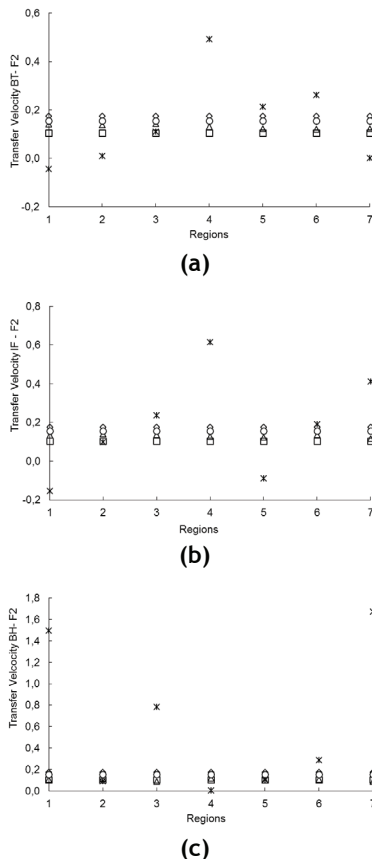 Transfer Velocity BT- F2
0,6
0,4
0,2
0,0
-0,2
1 2 3 4 5 6 7
Regions
(a)
Transfer Velocity IF - F2
0,8
0,6
0,4
0,2
0,0
-0,2
1 2 3 4 5 6 7
Regions
(b)
Transfer Velcocity BH- F2
1,8
1,6
1,4
1,2
1,0
0,8
0,6
0,4
0,2
0,0
1 2 3 4 5 6 7
Regions
(c)